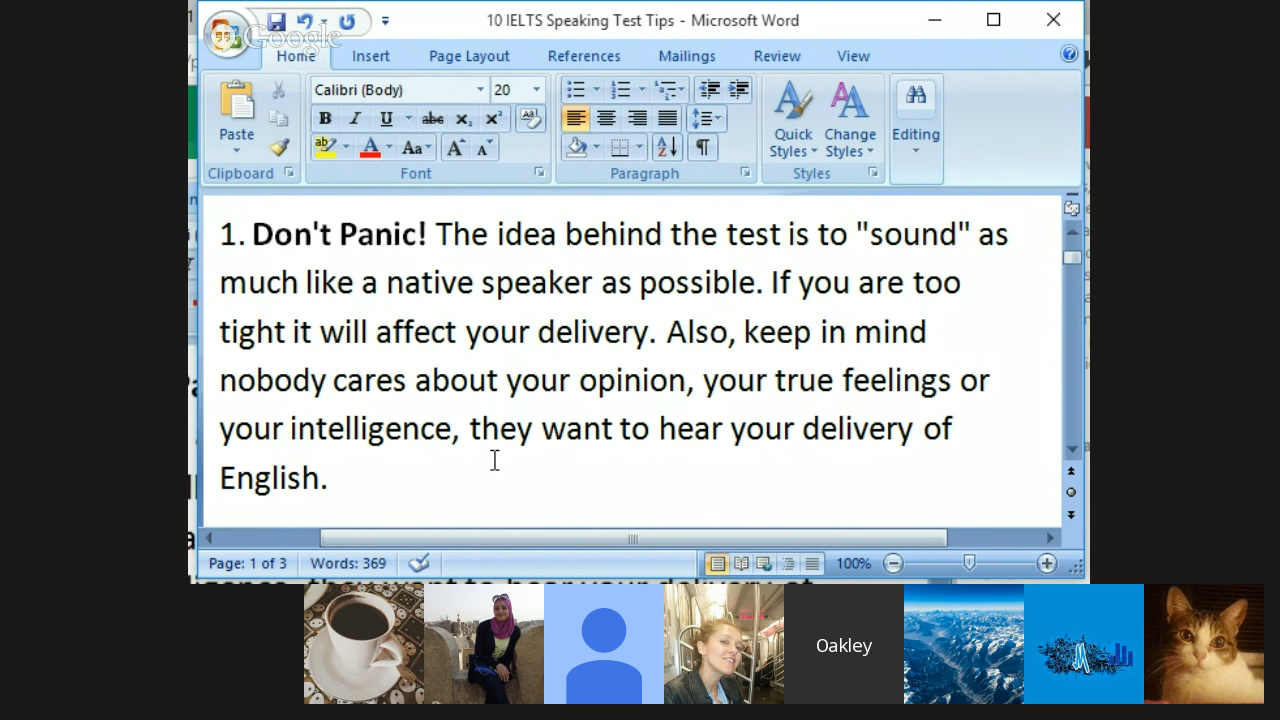 10 IELTS Speaking Test Tips - Microsoft Word
Google
Home Insert Page Layout References Mailings Review View
Calibri (Body) 20
Paste
Quick Styles
Change Styles
Editing
Clipboard Font Paragraph Styles
1. Don't Panic! The idea behind the test is to "sound" as
much like a native speaker as possible. If you are too
tight it will affect your delivery. Also, keep in mind
nobody cares about your opinion, your true feelings or
your intelligence, they want to hear your delivery of
English.
Page: 1 of 3 Words: 369 100%
Oakley